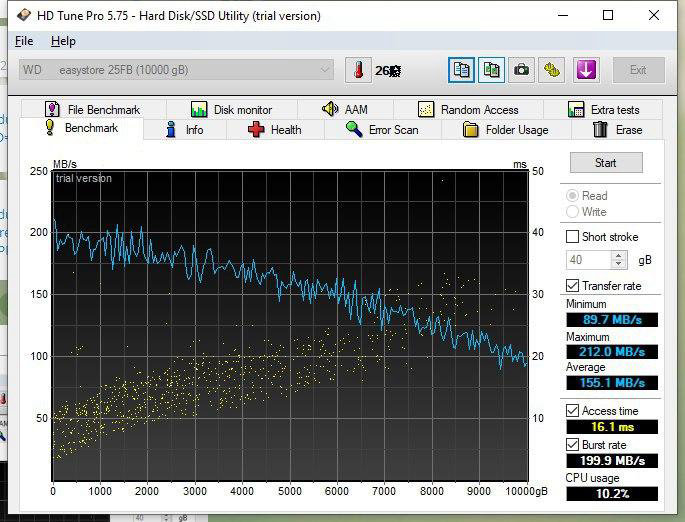 HD Tune Pro 5.75 - Hard Disk/SSD Utility (trial version)
File Help
WD easystore 25FB (10000 gB)
Exit
File Benchmark Disk monitor AAM Random Access Extra tests
Benchmark Info Health Error Scan Folder Usage Erase
MB/s ms
trial version
250 50
200 40
150 30
100 20
50 10
0 1000 2000 3000 4000 5000 6000 7000 8000 9000 10000gB
Start
Read
Write
Short stroke
40 gB
Transfer rate
Minimum
89.7 MB/s
Maximum
212.0 MB/s
Average
155.1 MB/s
Access time
16.1 ms
Burst rate
199.9 MB/s
CPU usage
10.2%
40 gB